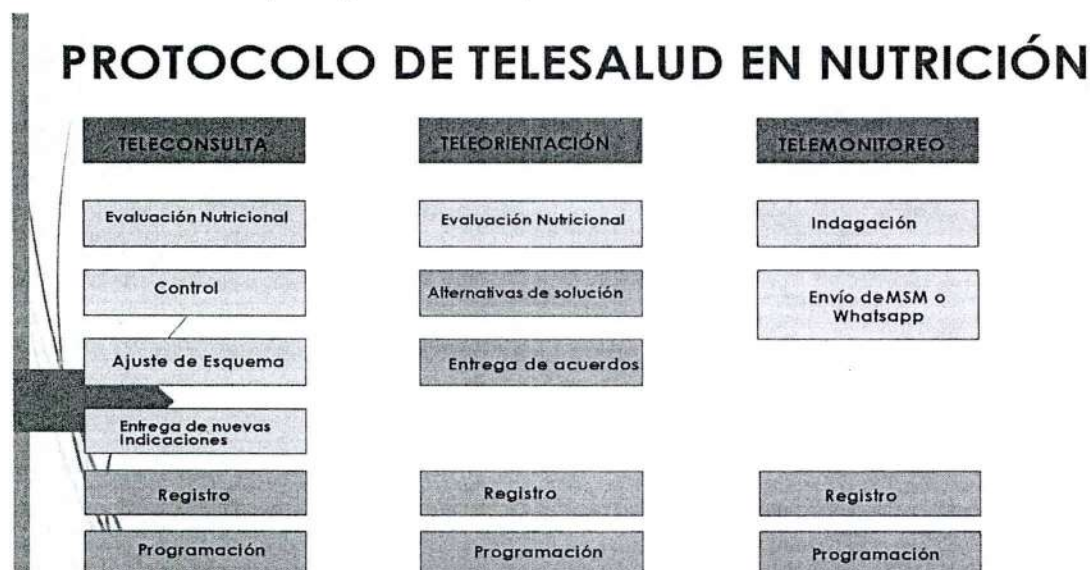 PROTOCOLO DE TELESALUD EN NUTRICIÓN
TELECONSULTA
Evaluación Nutricional
Control
Ajuste de Esquema
Entrega de nuevas
Indicaciones
Registro
Programación
TELEORIENTACIÓN
Evaluación Nutricional
Alternativas de solución
Entrega de acuerdos
Registro
Programación
TELEMONITOREO
Indagación
Envío deMSM o
Whatsapp
Registro
Programación